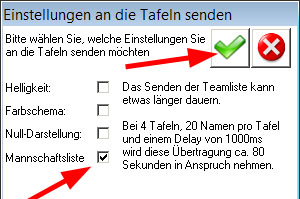 Einstellungen an die Tafeln senden
Bitte wählen Sie, welche Einstellungen Sie
an die Tafeln senden möchten
Helligkeit:
Farbschema:
Null-Darstellung:
Mannschaftsliste
Das Senden der Teamliste kann
etwas länger dauern.
Bei 4 Tafeln, 20 Namen pro Tafel
und einem Delay von 1000ms
wird diese Übertragung ca. 80
Sekunden in Anspruch nehmen.